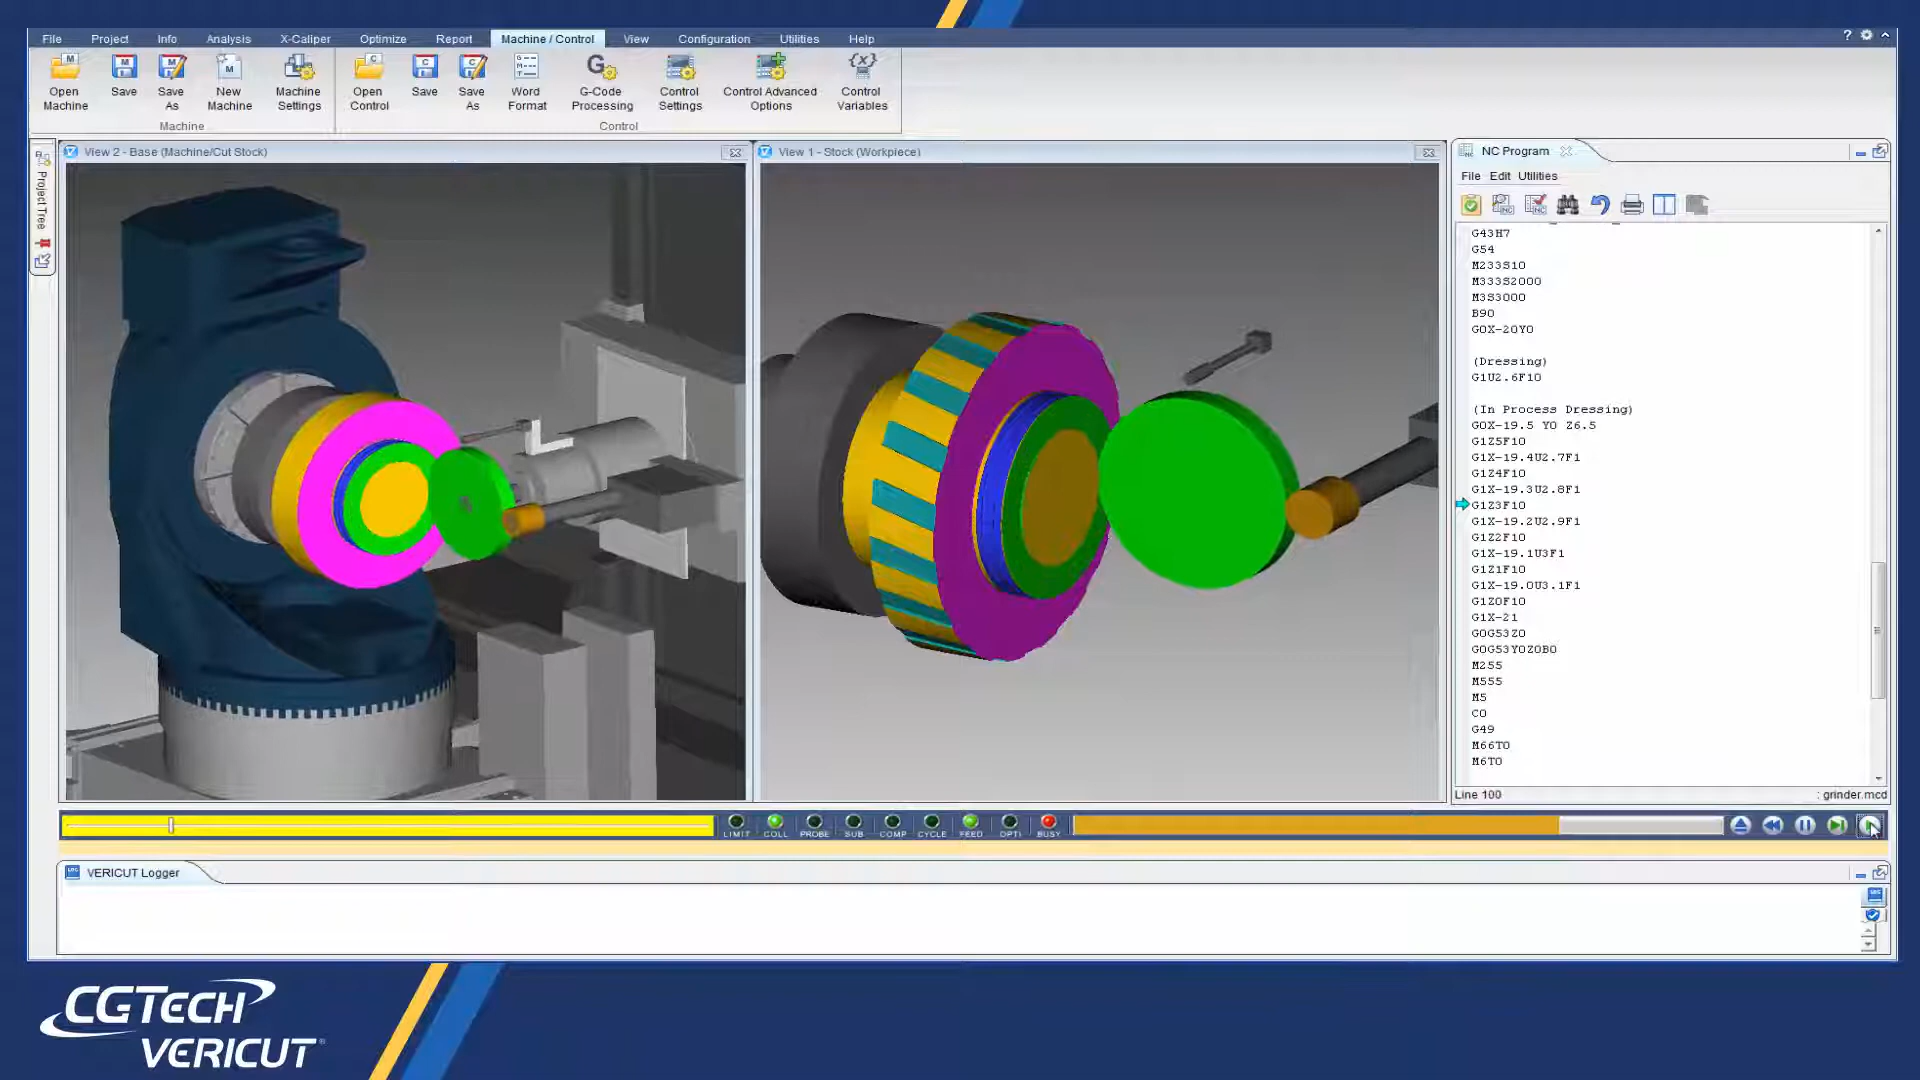 File Project Info Analysis X-Caliper Optimize Report Machine / Control View Configuration Utilities Help
Open Machine
Save
Save As
New Machine
Machine Settings
Open Control
Save
Save As
Word Format
G-Code Processing
Control Settings
Control Advanced Options
Control Variables
Machine
Control
Project Tree
View 2 - Base (Machine/Cut Stock)
View 1 - Stock (Workpiece)
NC Program
File Edit Utilities
G43H7
G54
M233S10
M333S2000
M3S3000
B90
G0X-20Y0
(Dressing)
G1U2.6F10
(In Process Dressing)
G0X-19.5 Y0 Z6.5
G1Z5F10
G1X-19.4U2.7F1
G1Z4F10
G1X-19.3U2.8F1
G1Z3F10
G1X-19.2U2.9F1
G1Z2F10
G1X-19.1U3F1
G1Z1F10
G1X-19.0U3.1F1
G1Z0F10
G1X-21
G0G53Z0
G0G53Y0Z0B0
M255
M555
M5
C0
G49
M66T0
M6T0
Line 100
: grinder.mcd
LIMIT COLL PROBE SUB COMP CYCLE FEED OPTI BUSY
VERICUT Logger
CGTECH
VERICUT